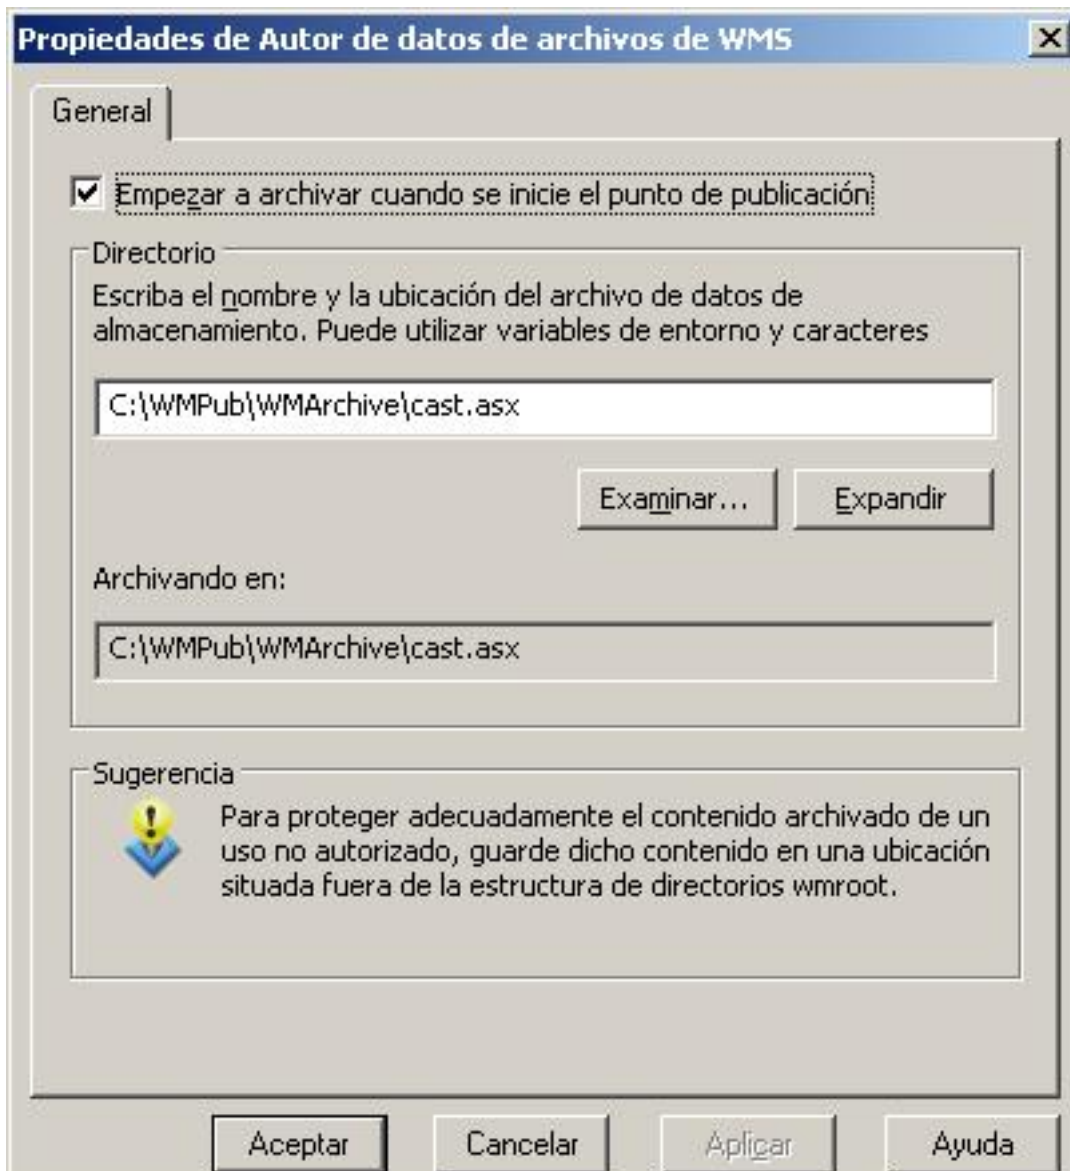 Propiedades de Autor de datos de archivos de WMS
General
Empezar a archivar cuando se inicie el punto de publicación
Directorio
Escriba el nombre y la ubicación del archivo de datos de
almacenamiento. Puede utilizar variables de entorno y caracteres
C:\WMPub\WMArchive\cast.asx
Examinar... Expandir
Archivando en:
C:\WMPub\WMArchive\cast.asx
Sugerencia
Para proteger adecuadamente el contenido archivado de un
uso no autorizado, guarde dicho contenido en una ubicación
situada fuera de la estructura de directorios wmroot.
Aceptar Cancelar Aplicar Ayuda